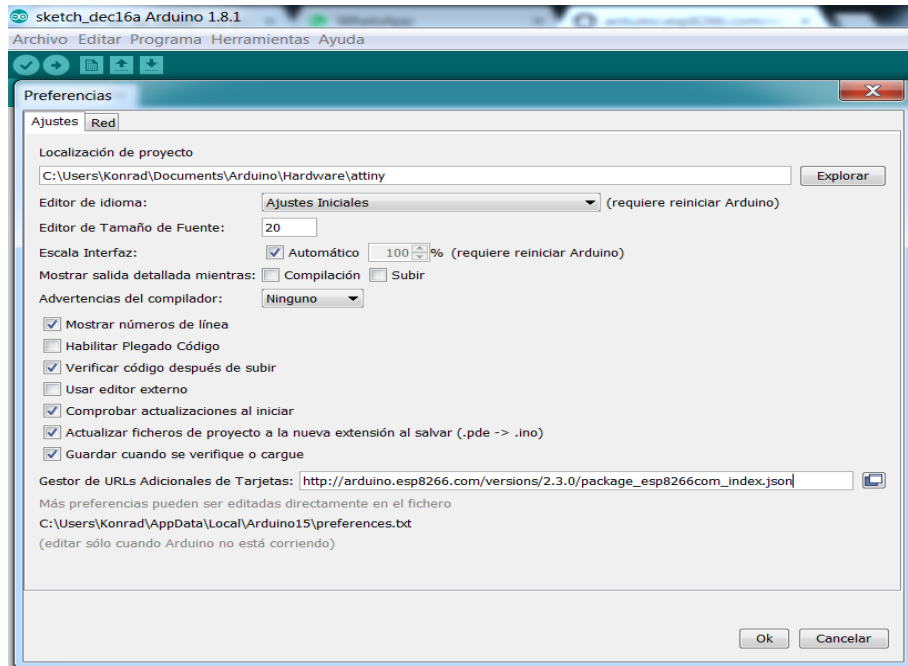 sketch_dec16a Arduino 1.8.1
Archivo Editar Programa Herramientas Ayuda
Preferencias
Ajustes Red
Localización de proyecto
C:\Users\Konrad\Documents\Arduino\Hardware\attiny Explorar
Editor de idioma: Ajustes Iniciales (requiere reiniciar Arduino)
Editor de Tamaño de Fuente: 20
Escala Interfaz: Automático 100 % (requiere reiniciar Arduino)
Mostrar salida detallada mientras: Compilación Subir
Advertencias del compilador: Ninguno
Mostrar números de línea
Habilitar Plegado Código
Verificar código después de subir
Usar editor externo
Comprobar actualizaciones al iniciar
Actualizar ficheros de proyecto a la nueva extensión al salvar (.pde -> .ino)
Guardar cuando se verifique o cargue
Gestor de URLs Adicionales de Tarjetas: http://arduino.esp8266.com/versions/2.3.0/package_esp8266com_index.json
Más preferencias pueden ser editadas directamente en el fichero
C:\Users\Konrad\AppData\Local\Arduino15\preferences.txt
(editar sólo cuando Arduino no está corriendo)
Ok Cancelar